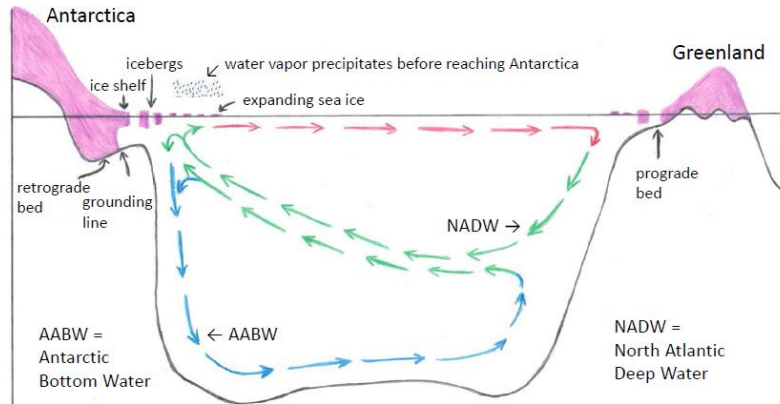 Antarctica
Greenland
icebergs
water vapor precipitates before reaching Antarctica
ice shelf
expanding sea ice
retrograde
bed
grounding
line
prograde
bed
NADW →
← AABW
AABW =
Antarctic
Bottom Water
NADW =
North Atlantic
Deep Water